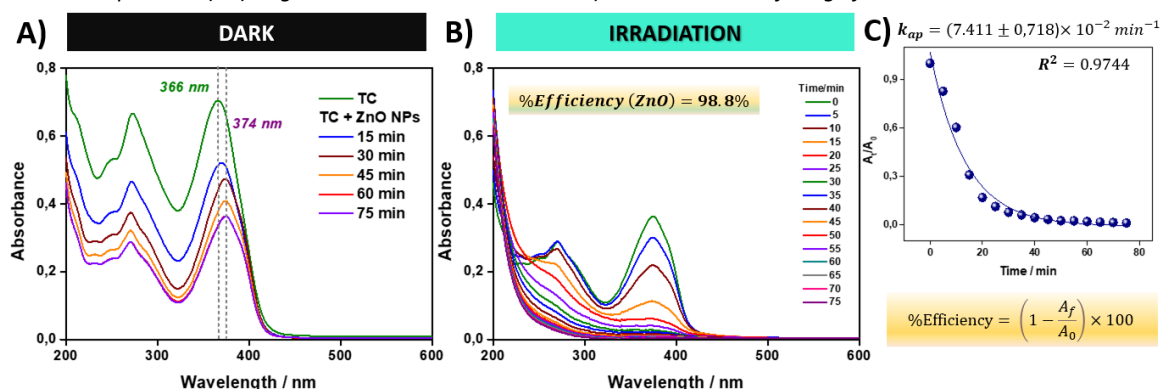 A)
DARK
0,8
0,6
0,4
0,2
0,0
200
300
400
500
600
Absorbance
Wavelength / nm
366 nm
374 nm
TC
TC + ZnO NPs
15 min
30 min
45 min
60 min
75 min
B)
IRRADIATION
%Efficiency (ZnO) = 98.8%
0,8
0,6
0,4
0,2
0,0
200
300
400
500
600
Absorbance
Wavelength / nm
Time/min
0
5
10
15
20
25
30
35
40
45
50
55
60
65
70
75
C)
k_ap = (7.411 ± 0,718)× 10^−2 min^−1
R^2 = 0.9744
A_t/A_0
0,9
0,6
0,3
0,0
0
20
40
60
80
Time / min
%Efficiency = (1 − A_f/A_0) × 100